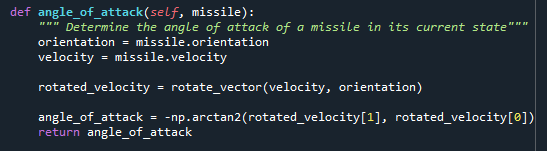 def angle_of_attack(self, missile):
    """ Determine the angle of attack of a missile in its current state"""
    orientation = missile.orientation
    velocity = missile.velocity

    rotated_velocity = rotate_vector(velocity, orientation)

    angle_of_attack = -np.arctan2(rotated_velocity[1], rotated_velocity[0])
    return angle_of_attack